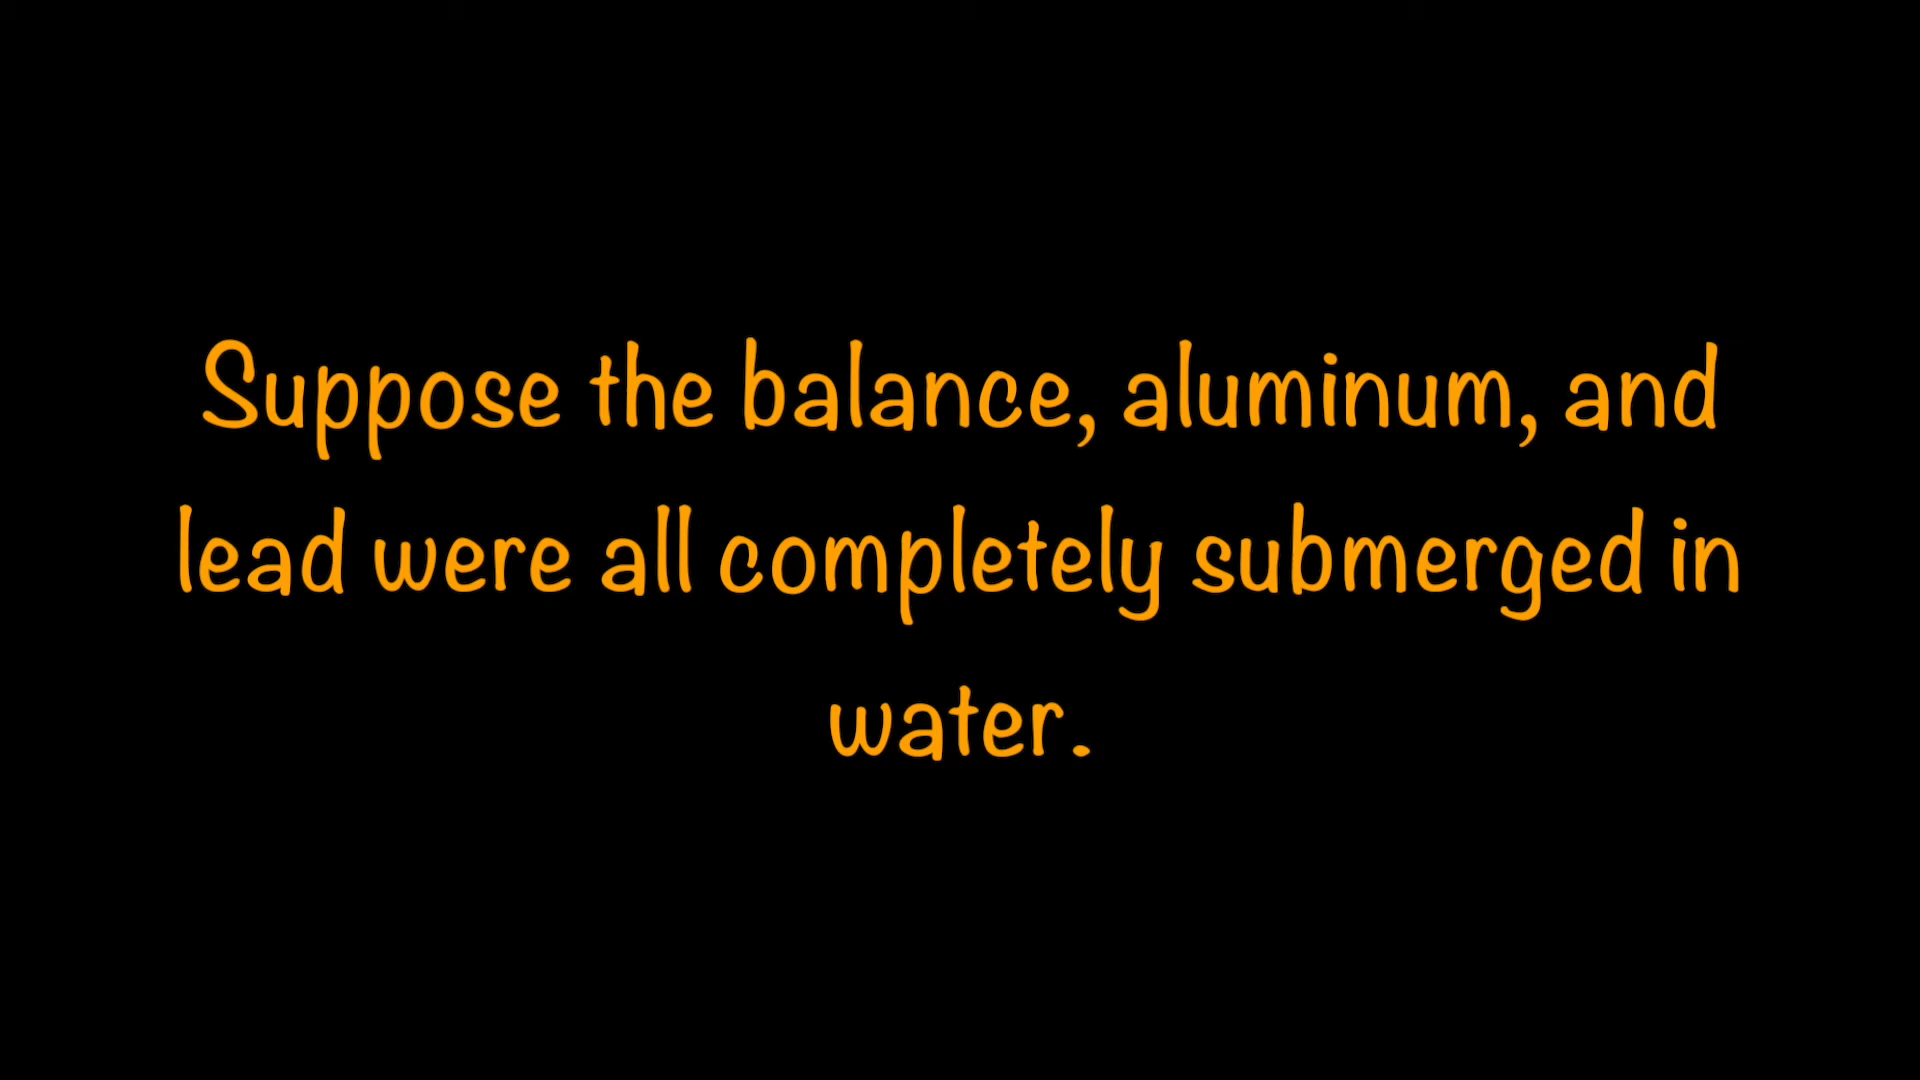 Suppose the balance, aluminum, and
lead were all completely submerged in
water.